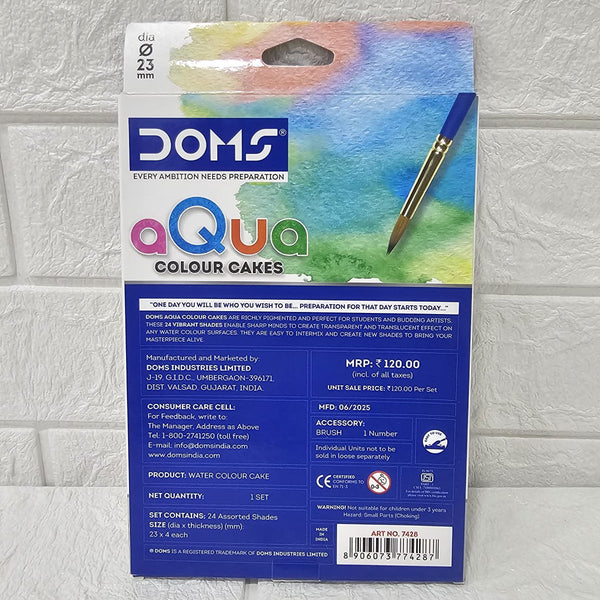 dia
Ø
23
mm
DOMS®
EVERY AMBITION NEEDS PREPARATION
aQua
COLOUR CAKES
"ONE DAY YOU WILL BE WHO YOU WISH TO BE... PREPARATION FOR THAT DAY STARTS TODAY..."
DOMS AQUA COLOUR CAKES ARE RICHLY PIGMENTED AND PERFECT FOR STUDENTS AND BUDDING ARTISTS.
THESE 24 VIBRANT SHADES ENABLE SHARP MINDS TO CREATE TRANSPARENT AND TRANSLUCENT EFFECT ON
ANY WATER COLOUR SURFACES. THEY ARE EASY TO INTERMIX AND CREATE NEW SHADES TO BRING YOUR
MASTERPIECE ALIVE.
Manufactured and Marketed by:
DOMS INDUSTRIES LIMITED
J-19, G.I.D.C., UMBERGAON-396171,
DIST. VALSAD, GUJARAT, INDIA.
CONSUMER CARE CELL:
For Feedback, write to:
The Manager, Address as Above
Tel: 1-800-2741250 (toll free)
E-mail: info@domsindia.com
www.domsindia.com
PRODUCT: WATER COLOUR CAKE
NET QUANTITY: 1 SET
SET CONTAINS: 24 Assorted Shades
SIZE (dia x thickness) (mm):
23 x 4 each
® DOMS IS A REGISTERED TRADEMARK OF DOMS INDUSTRIES LIMITED
MRP: ₹ 120.00
(incl. of all taxes)
UNIT SALE PRICE: ₹120.00 Per Set
MFD: 06/2025
ACCESSORY:
BRUSH 1 Number
Individual Units not to
be sold in loose separately
CE CERTIFIED
CONFORMS TO
EN 71-3
0-3
WARNING! Not suitable for children under 3 years
Hazard: Small Parts (Choking)
MADE
IN
INDIA
ART NO. 7428
8 906073 774287